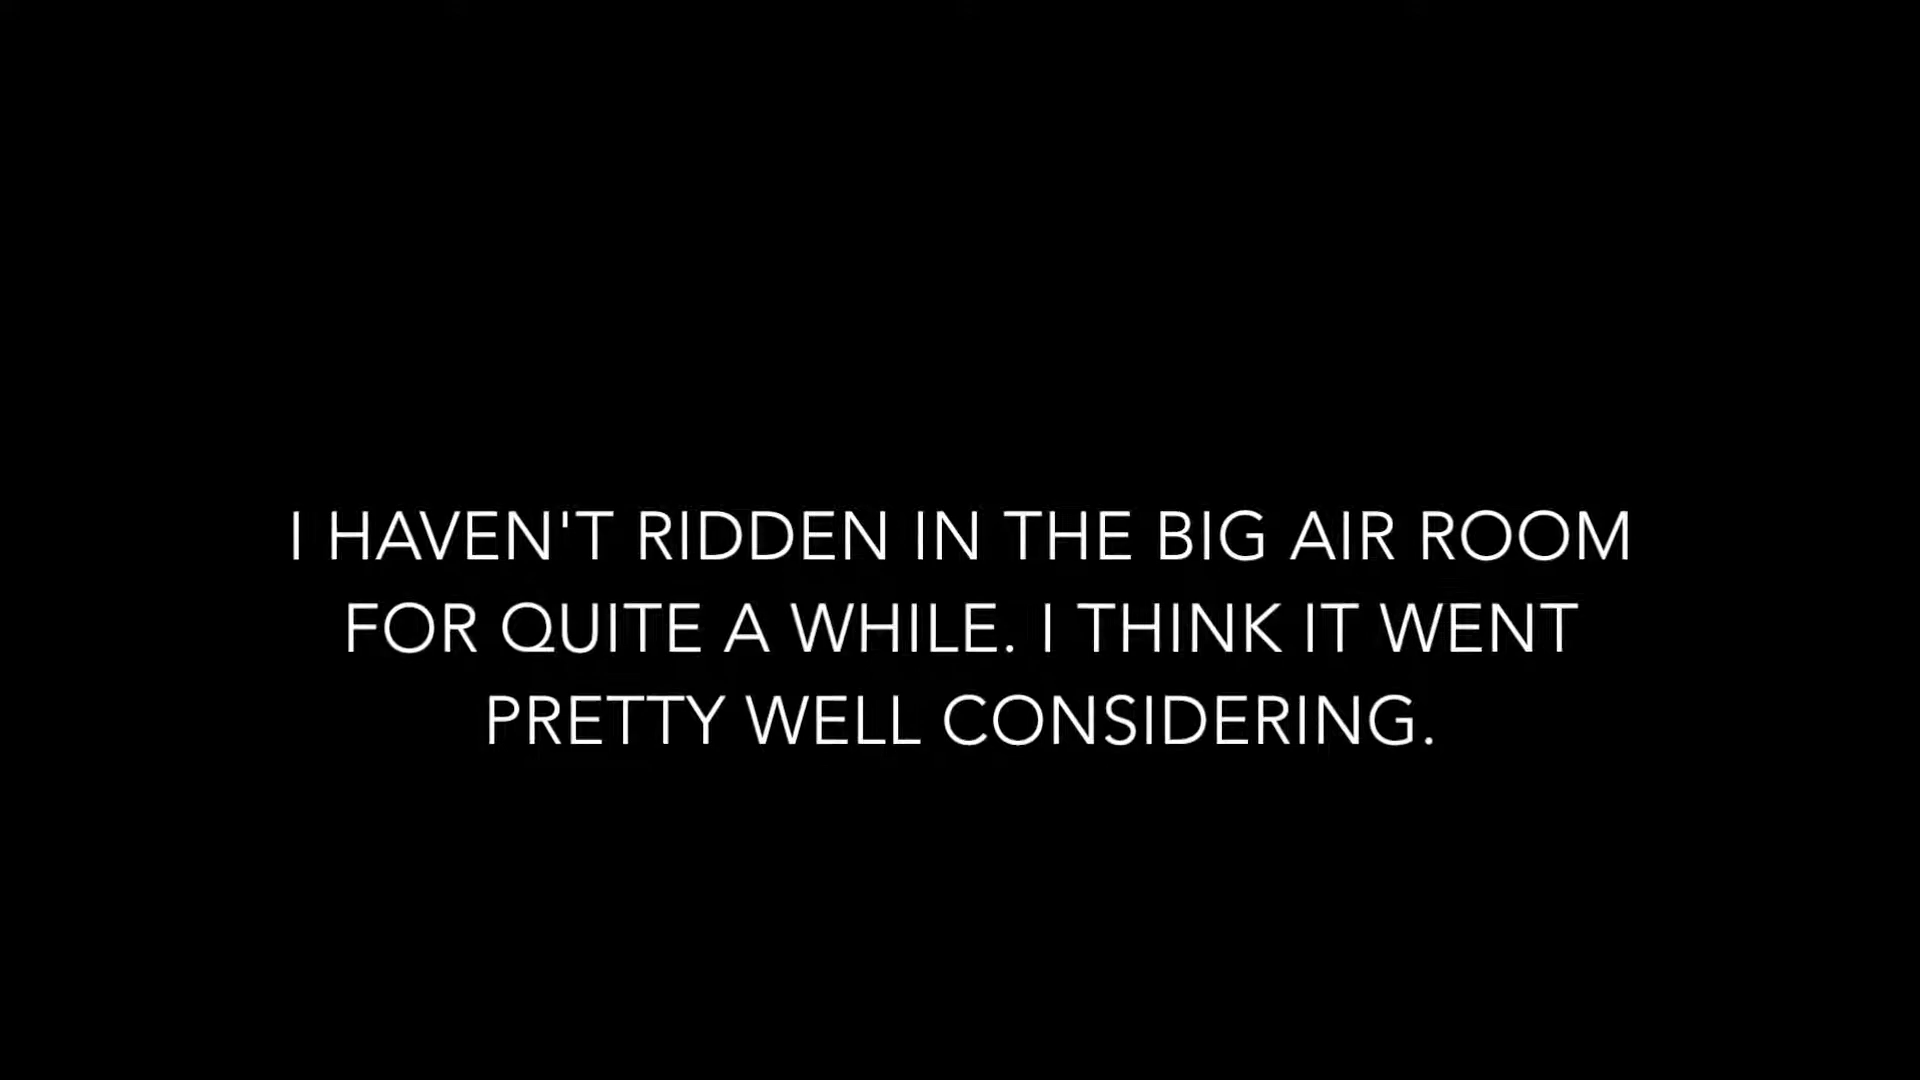 I HAVEN'T RIDDEN IN THE BIG AIR ROOM
FOR QUITE A WHILE. I THINK IT WENT
PRETTY WELL CONSIDERING.